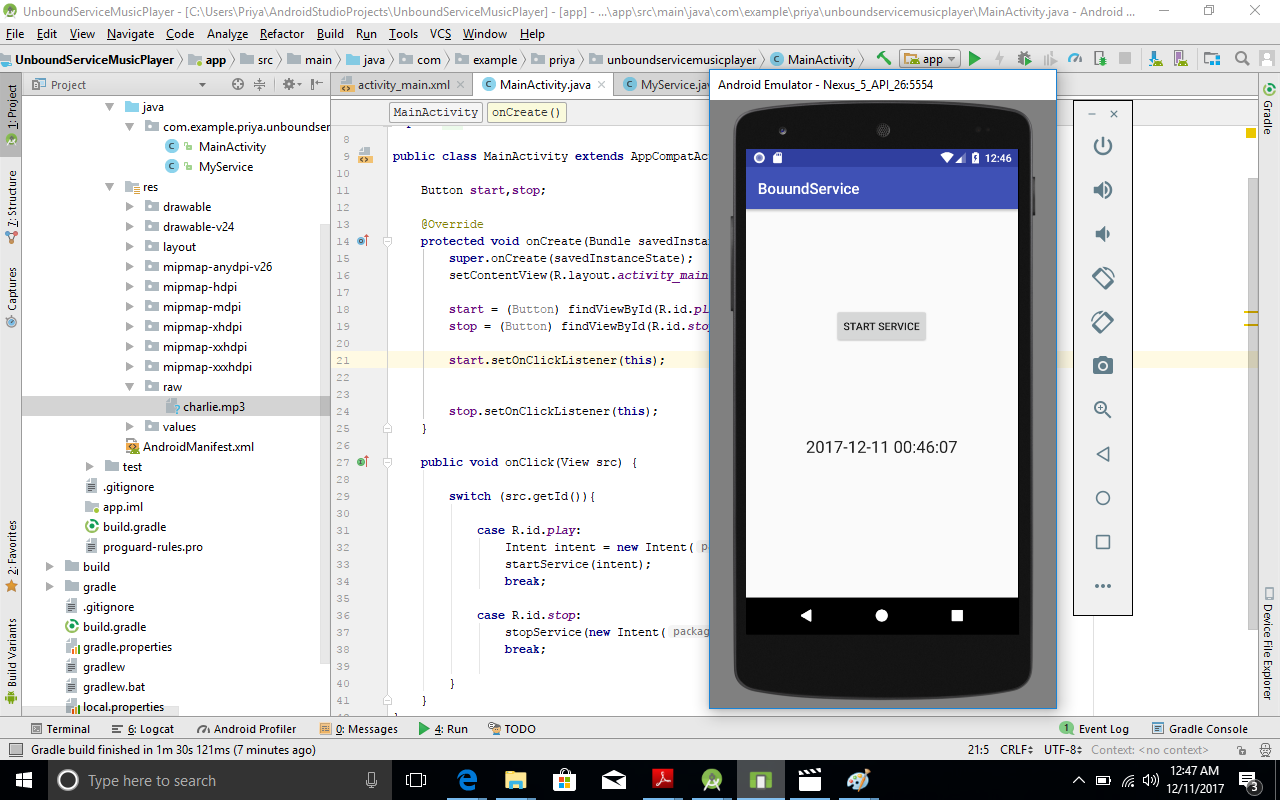 UnboundServiceMusicPlayer - [C:\Users\Priya\AndroidStudioProjects\UnboundServiceMusicPlayer] - [app] - ...\app\src\main\java\com\example\priya\unboundservicemusicplayer\MainActivity.java - Android ...
File Edit View Navigate Code Analyze Refactor Build Run Tools VCS Window Help
UnboundServiceMusicPlayer app src main java com example priya unboundservicemusicplayer MainActivity app
Project
activity_main.xml MainActivity.java MyService.jav
MainActivity onCreate()
1: Project
7: Structure
Captures
2: Favorites
Build Variants
java
com.example.priya.unboundser
MainActivity
MyService
res
drawable
drawable-v24
layout
mipmap-anydpi-v26
mipmap-hdpi
mipmap-mdpi
mipmap-xhdpi
mipmap-xxhdpi
mipmap-xxxhdpi
raw
charlie.mp3
values
AndroidManifest.xml
test
.gitignore
app.iml
build.gradle
proguard-rules.pro
build
gradle
.gitignore
build.gradle
gradle.properties
gradlew
gradlew.bat
local.properties
8
9 public class MainActivity extends AppCompatAct
10
11 Button start,stop;
12
13 @Override
14 protected void onCreate(Bundle savedInstan
15 super.onCreate(savedInstanceState);
16 setContentView(R.layout.activity_main
17
18 start = (Button) findViewById(R.id.pl
19 stop = (Button) findViewById(R.id.sto
20
21 start.setOnClickListener(this);
22
23
24 stop.setOnClickListener(this);
25 }
26
27 public void onClick(View src) {
28
29 switch (src.getId()){
30
31 case R.id.play:
32 Intent intent = new Intent( p
33 startService(intent);
34 break;
35
36 case R.id.stop:
37 stopService(new Intent( packag
38 break;
39
40 }
41 }
Android Emulator - Nexus_5_API_26:5554
12:46
BouundService
START SERVICE
2017-12-11 00:46:07
Gradle
Device File Explorer
Terminal 6: Logcat Android Profiler 0: Messages 4: Run TODO 1 Event Log Gradle Console
Gradle build finished in 1m 30s 121ms (7 minutes ago) 21:5 CRLF UTF-8 Context: <no context>
Type here to search
12:47 AM
12/11/2017
3